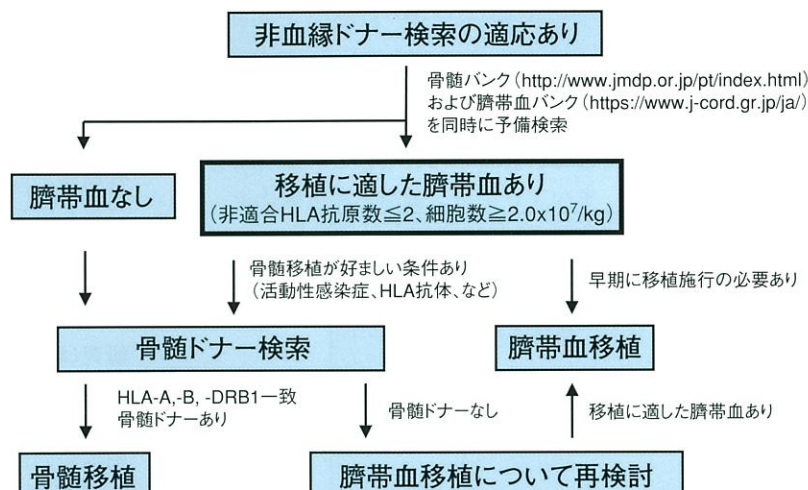 非血縁ドナー検索の適応あり
骨髄バンク(http://www.jmdp.or.jp/pt/index.html)
および臍帯血バンク(https://www.j-cord.gr.jp/ja/)
を同時に予備検索
臍帯血なし
移植に適した臍帯血あり
(非適合HLA抗原数≦2、細胞数≧2.0x10⁷/kg)
骨髄移植が好ましい条件あり
(活動性感染症、HLA抗体、など)
早期に移植施行の必要あり
骨髄ドナー検索
臍帯血移植
HLA-A,-B, -DRB1一致
骨髄ドナーあり
骨髄ドナーなし
移植に適した臍帯血あり
骨髄移植
臍帯血移植について再検討